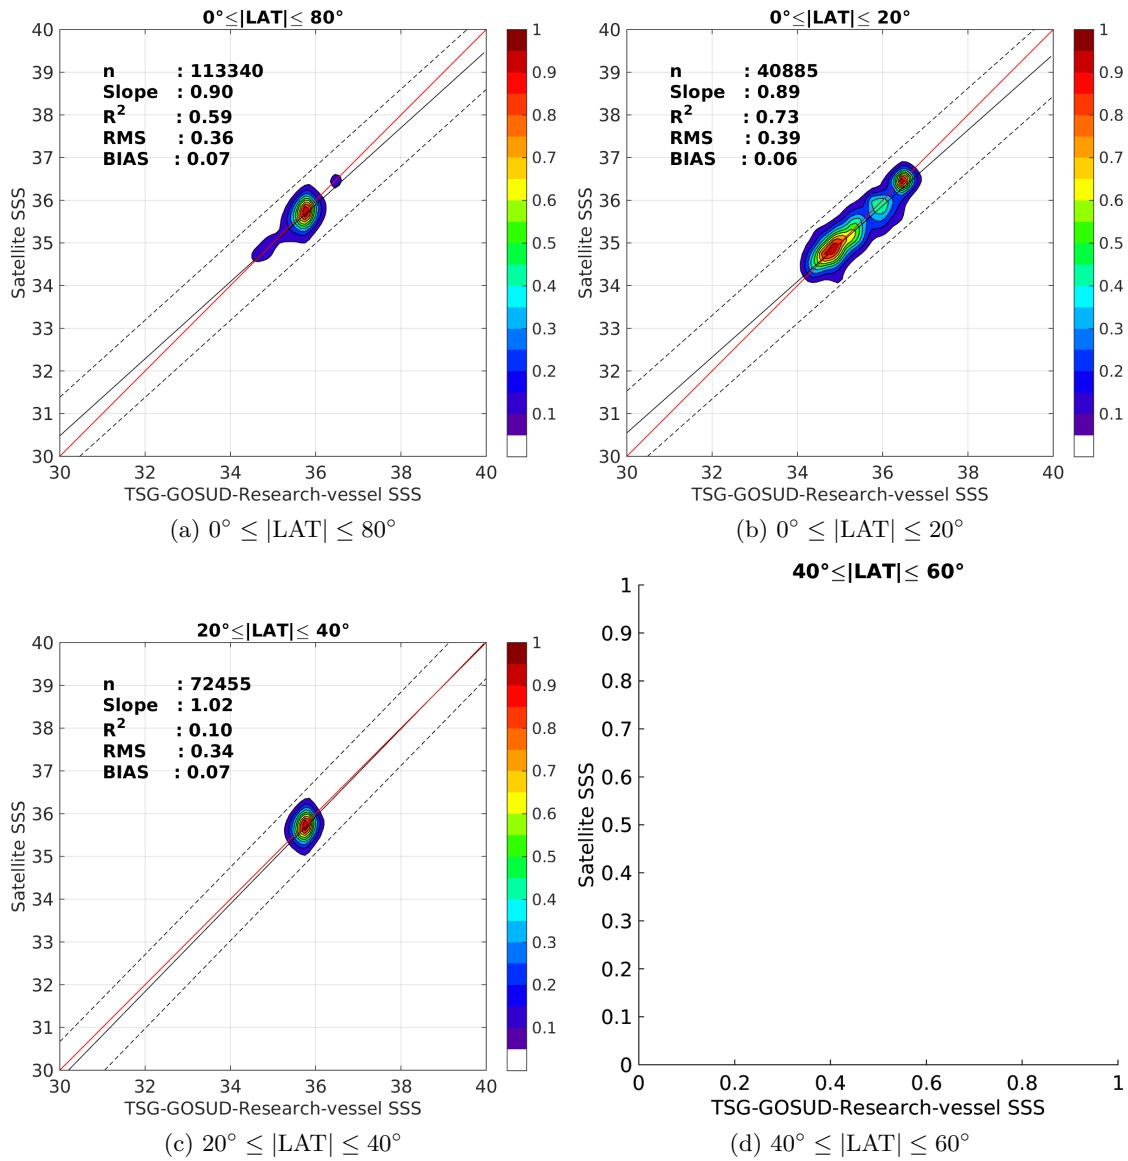 0°≤|LAT|≤ 80°
40
39
38
37
36
35
34
33
32
31
30
30 32 34 36 38 40
Satellite SSS
TSG-GOSUD-Research-vessel SSS
n : 113340
Slope : 0.90
R2 : 0.59
RMS : 0.36
BIAS : 0.07
1
0.9
0.8
0.7
0.6
0.5
0.4
0.3
0.2
0.1
(a) 0° ≤ |LAT| ≤ 80°
0°≤|LAT|≤ 20°
40
39
38
37
36
35
34
33
32
31
30
30 32 34 36 38 40
Satellite SSS
TSG-GOSUD-Research-vessel SSS
n : 40885
Slope : 0.89
R2 : 0.73
RMS : 0.39
BIAS : 0.06
1
0.9
0.8
0.7
0.6
0.5
0.4
0.3
0.2
0.1
(b) 0° ≤ |LAT| ≤ 20°
20°≤|LAT|≤ 40°
40
39
38
37
36
35
34
33
32
31
30
30 32 34 36 38 40
Satellite SSS
TSG-GOSUD-Research-vessel SSS
n : 72455
Slope : 1.02
R2 : 0.10
RMS : 0.34
BIAS : 0.07
1
0.9
0.8
0.7
0.6
0.5
0.4
0.3
0.2
0.1
(c) 20° ≤ |LAT| ≤ 40°
40°≤|LAT|≤ 60°
1
0.9
0.8
0.7
0.6
0.5
0.4
0.3
0.2
0.1
0
0 0.2 0.4 0.6 0.8 1
Satellite SSS
TSG-GOSUD-Research-vessel SSS
(d) 40° ≤ |LAT| ≤ 60°